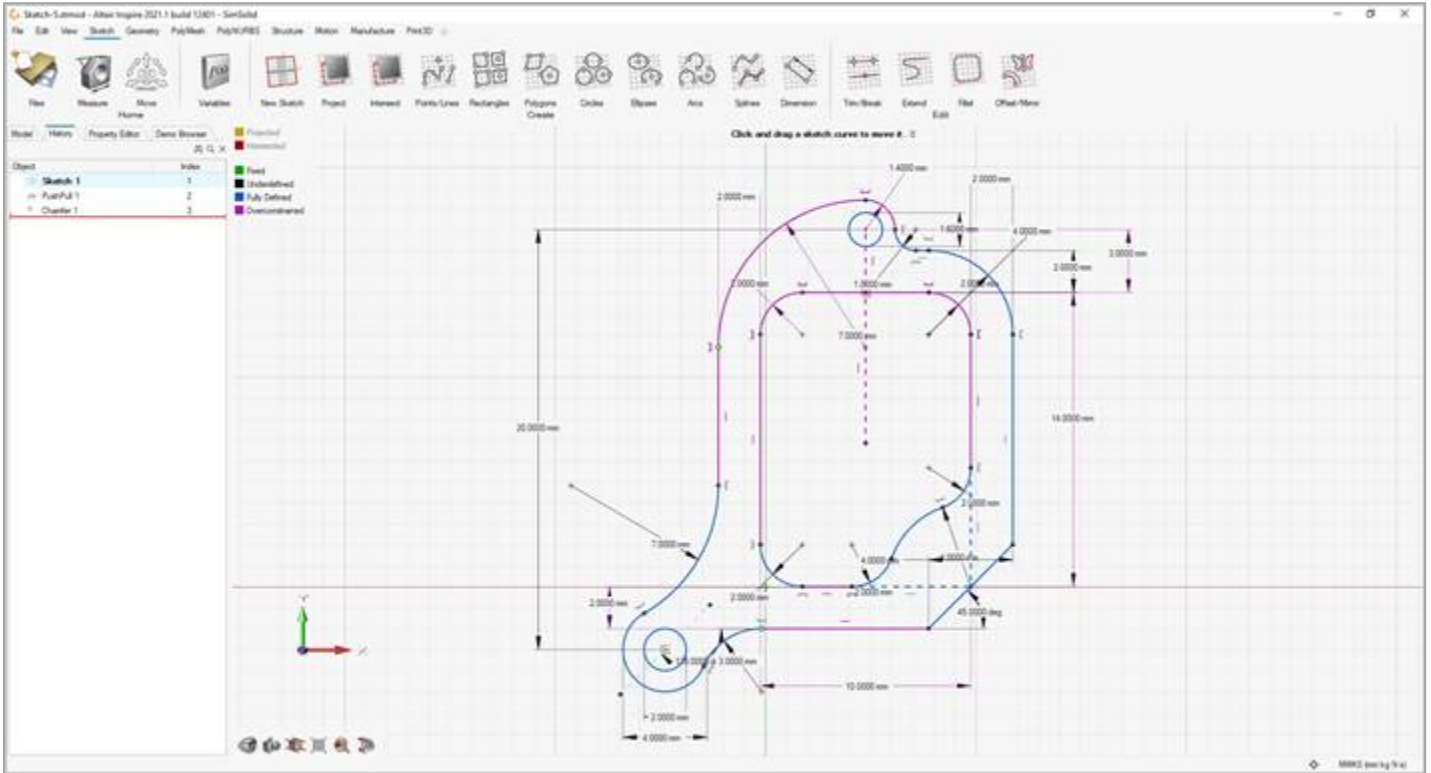 Sketch-5.stmod - Altair Inspire 2021.1 build 12401 - SimSolid
File Edit View Sketch Geometry PolyMesh PolyNURBS Structure Motion Manufacture Print3D
Files Measure Move Variables New Sketch Project Intersect Points/Lines Rectangles Polygons Circles Ellipses Arcs Splines Dimension Trim/Break Extend Fillet Offset/Mirror
Home Create Edit
Model History Property Editor Demo Browser
Object Index
Sketch 1 1
PushPull 1 2
Chamfer 1 3
Projected
Intersected
Fixed
Underdefined
Fully Defined
Overconstrained
Click and drag a sketch curve to move it.
1.4000 mm
2.0000 mm
2.0000 mm
1.6000 mm
4.0000 mm
3.0000 mm
2.0000 mm
2.0000 mm
1.0000 mm
2.0000 mm
7.0000 mm
14.0000 mm
20.0000 mm
2.0000 mm
7.0000 mm
4.0000 mm
2.0000 mm
2.0000 mm
2.0000 mm
45.0000 deg
3.0000 mm
10.0000 mm
2.0000 mm
4.0000 mm
Y
X
MMKS (mm kg N s)